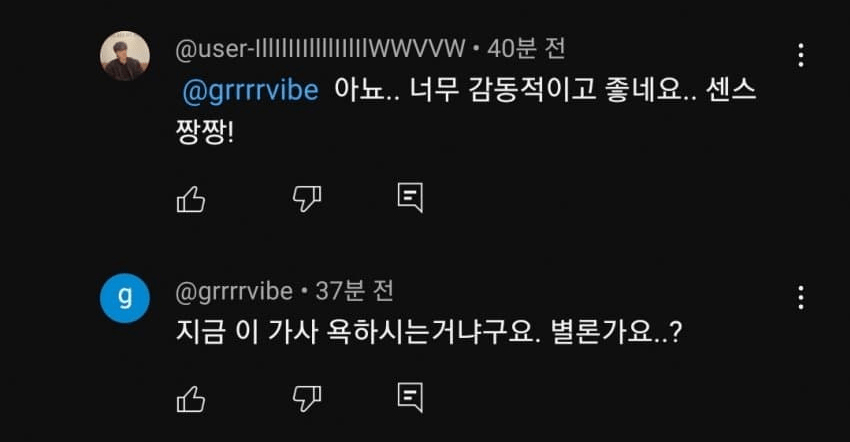 @user-IlllIIIIlllIIIIlWWVVW • 40분 전
@grrrrvibe 아뇨.. 너무 감동적이고 좋네요.. 센스
짱짱!
g
@grrrrvibe • 37분 전
지금 이 가사 욕하시는거냐구요. 별론가요..?